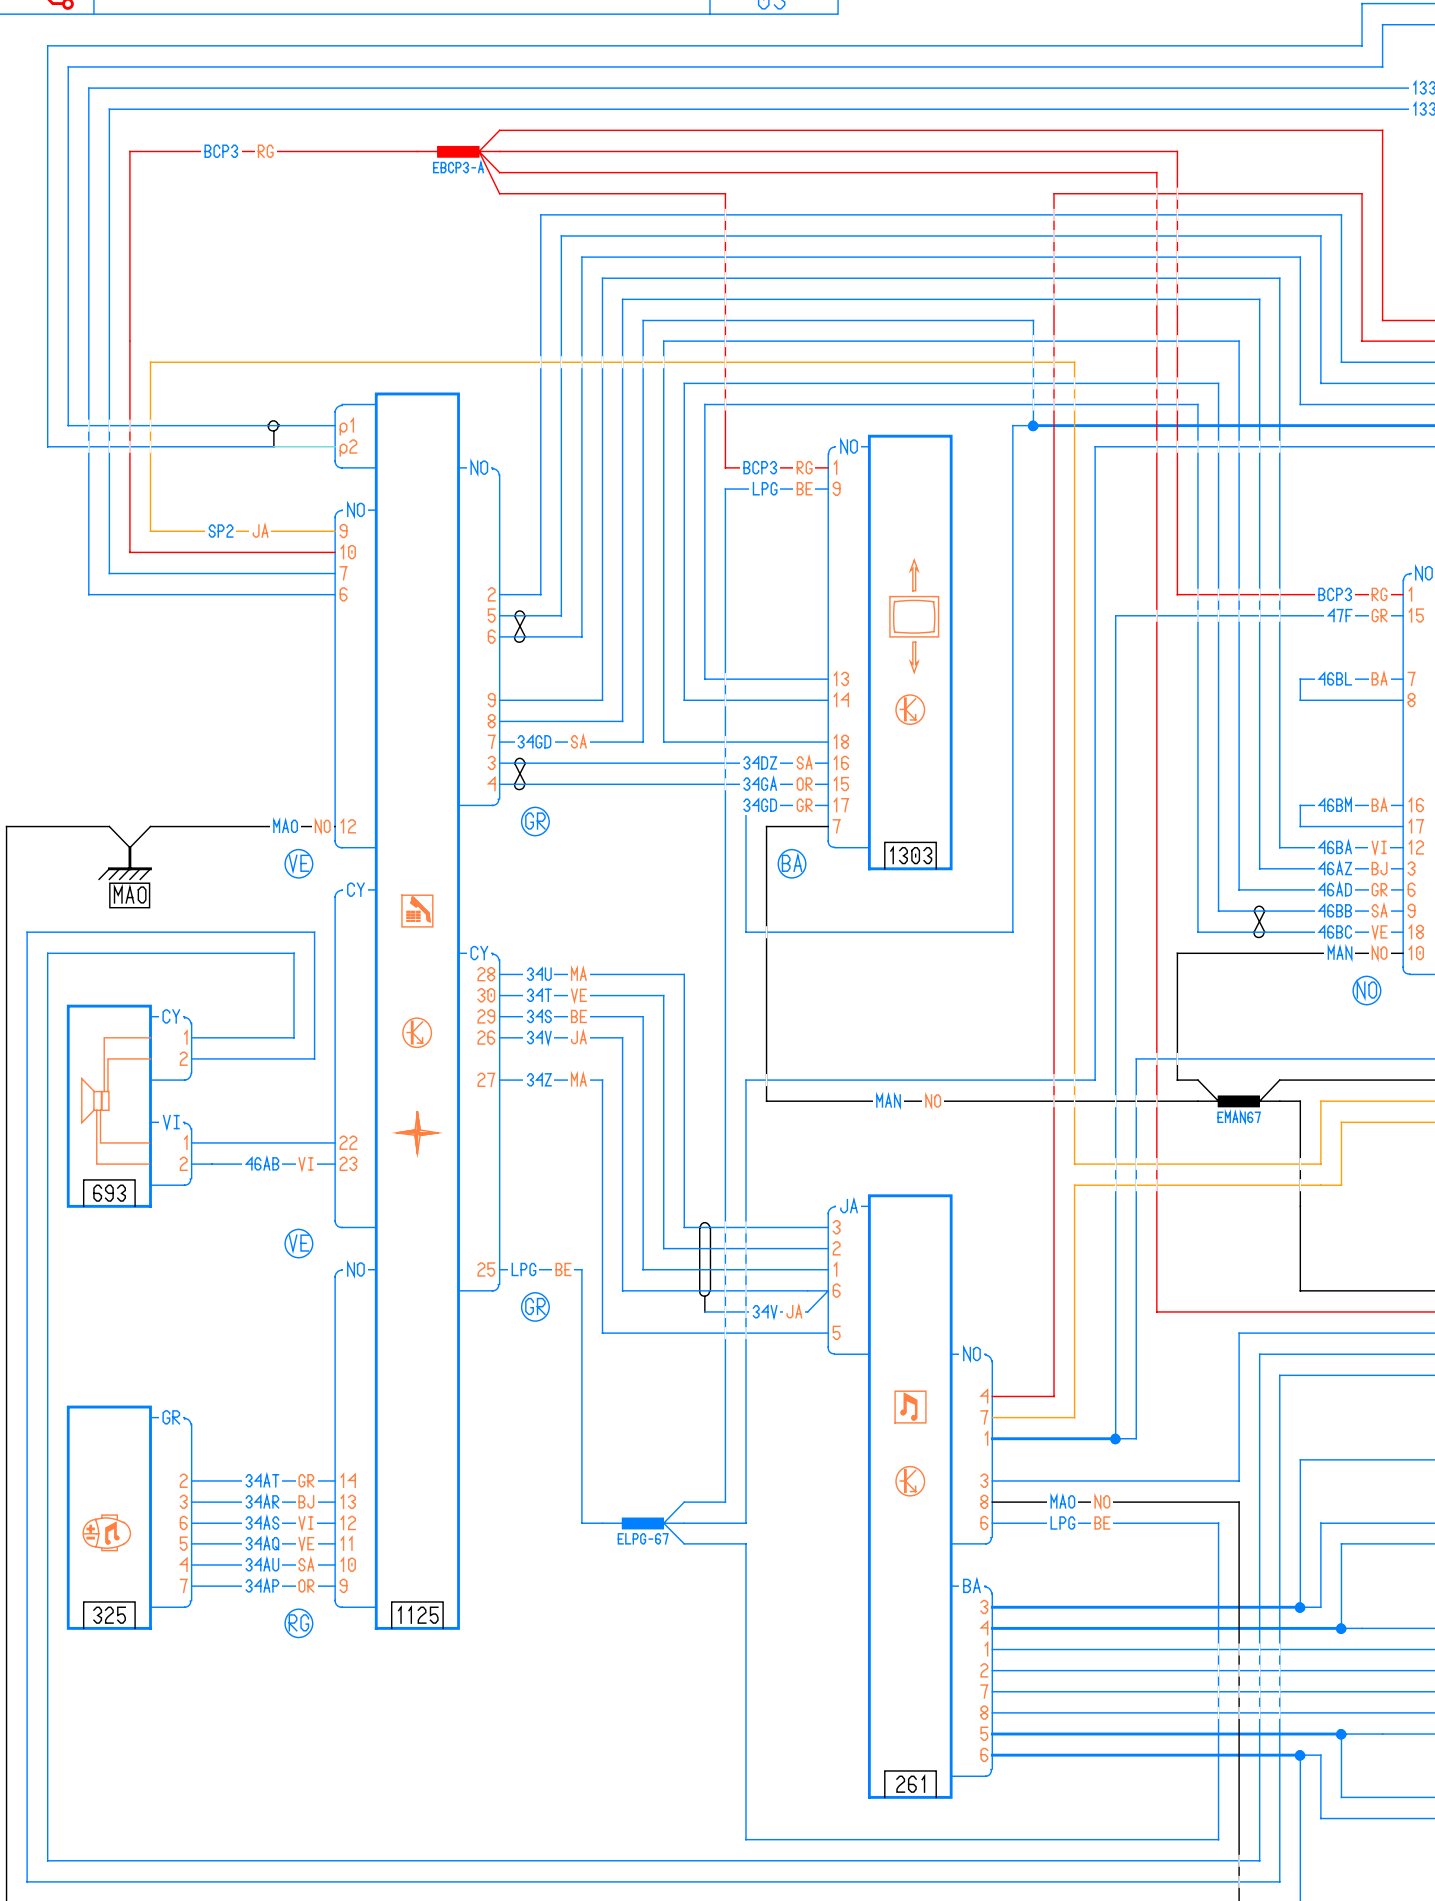 133
133
BCP3 RG
EBCP3-A
p1
p2
NO
SP2 JA 9
10
7
6
MAO NO 12
VE
MAO
CY
22
46AB VI 23
VE
NO
34AT GR 14
34AR BJ 13
34AS VI 12
34AQ VE 11
34AU SA 10
34AP OR 9
RG
1125
CY
1
2
VI
1
2
693
GR
2
3
6
5
4
7
325
NO
2
5
6
9
8
7 34GD SA
3
4
GR
CY
28 34U MA
30 34T VE
29 34S BE
26 34V JA
27 34Z MA
25 LPG BE
GR
ELPG-67
NO
BCP3 RG 1
LPG BE 9
13
14
18
34DZ SA 16
34GA OR 15
34GD GR 17
7
BA
1303
MAN NO
EMAN67
JA
3
2
1
6
34V JA
5
NO
4
7
1
3
8 MAO NO
6 LPG BE
BA
3
4
1
2
7
8
5
6
261
NO
BCP3 RG 1
47F GR 15
46BL BA 7
8
46BM BA 16
17
46BA VI 12
46AZ BJ 3
46AD GR 6
46BB SA 9
46BC VE 18
MAN NO 10
NO